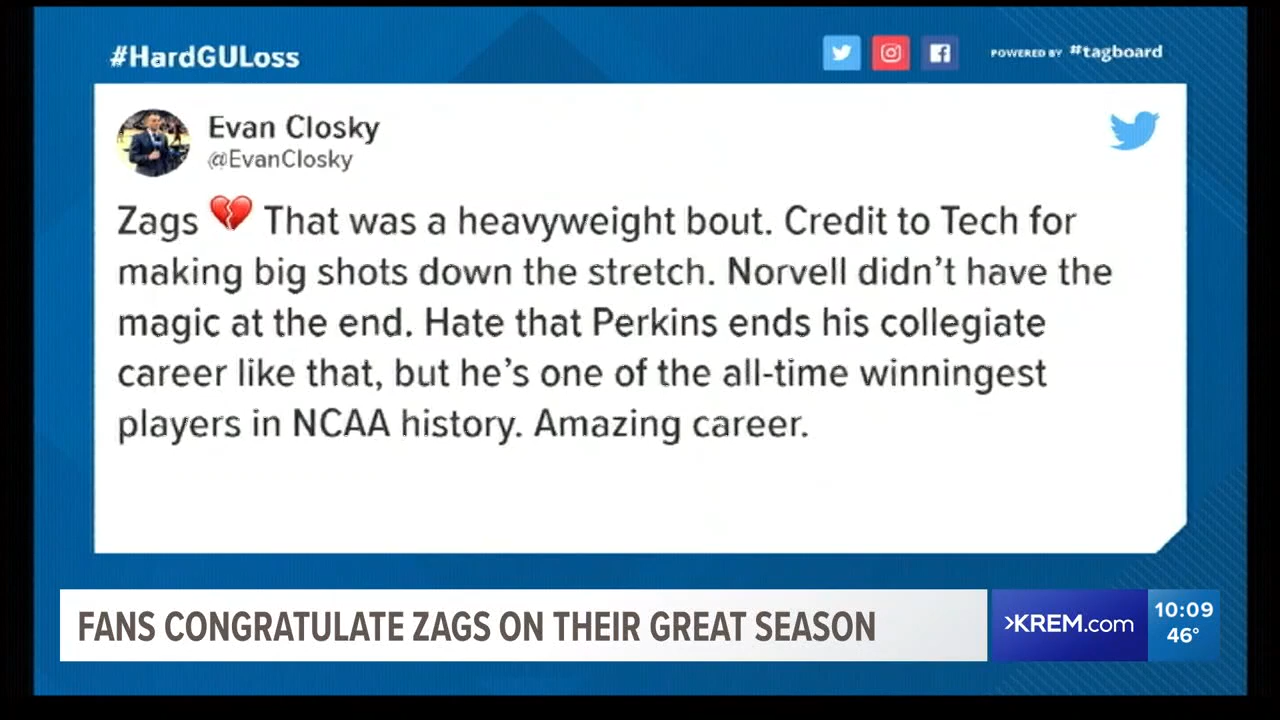 #HardGULoss
POWERED BY #tagboard
Evan Closky
@EvanClosky
Zags 💔 That was a heavyweight bout. Credit to Tech for
making big shots down the stretch. Norvell didn’t have the
magic at the end. Hate that Perkins ends his collegiate
career like that, but he’s one of the all-time winningest
players in NCAA history. Amazing career.
FANS CONGRATULATE ZAGS ON THEIR GREAT SEASON
>KREM.com
10:09
46°